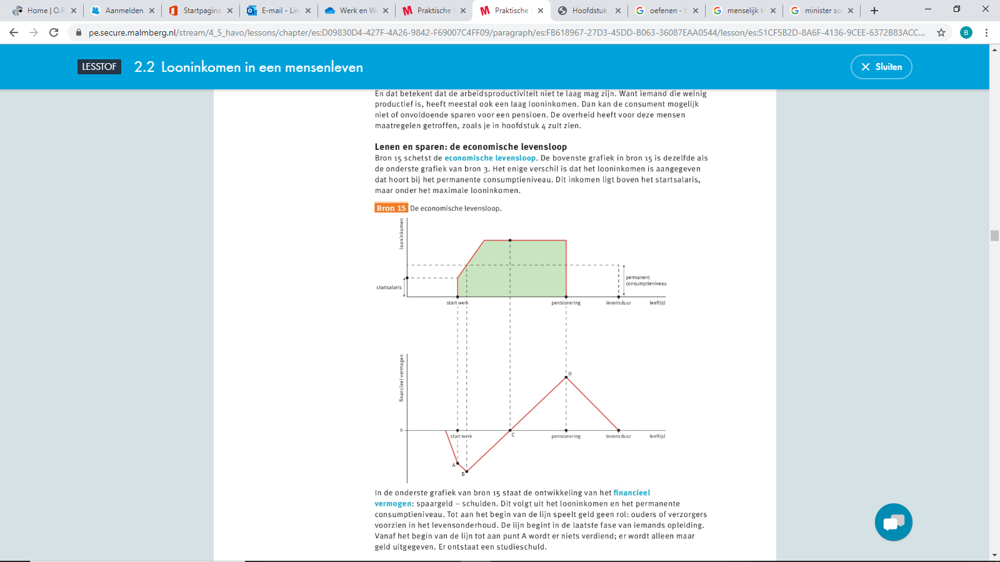 Home | O.R
Aanmelden
Startpagina
E-mail - Lin
Werk en W
Praktische
Praktische
Hoofdstuk
oefenen - G
menselijk k
minister so
pe.secure.malmberg.nl/stream/4_5_havo/lessons/chapter/es:D09830D4-427F-4A26-9842-F69007C4FF09/paragraph/es:FB618967-27D3-45DD-B063-36087EAA0544/lesson/es:51CF5B2D-8A6F-4136-9CEE-6372B83ACC...
B
LESSTOF
2.2 Looninkomen in een mensenleven
Sluiten
En dat betekent dat de arbeidsproductiviteit niet te laag mag zijn. Want iemand die weinig
productief is, heeft meestal ook een laag looninkomen. Dan kan de consument mogelijk
niet of onvoldoende sparen voor een pensioen. De overheid heeft voor deze mensen
maatregelen getroffen, zoals je in hoofdstuk 4 zult zien.
Lenen en sparen: de economische levensloop
Bron 15 schetst de economische levensloop. De bovenste grafiek in bron 15 is dezelfde als
de onderste grafiek van bron 3. Het enige verschil is dat het looninkomen is aangegeven
dat hoort bij het permanente consumptieniveau. Dit inkomen ligt boven het startsalaris,
maar onder het maximale looninkomen.
Bron 15 De economische levensloop.
looninkomen
startsalaris
permanent
consumptieniveau
start werk
pensionering
levensduur
leeftijd
financieel vermogen
D
0
C
start werk
pensionering
levensduur
leeftijd
A
B
In de onderste grafiek van bron 15 staat de ontwikkeling van het financieel
vermogen: spaargeld – schulden. Dit volgt uit het looninkomen en het permanente
consumptieniveau. Tot aan het begin van de lijn speelt geld geen rol: ouders of verzorgers
voorzien in het levensonderhoud. De lijn begint in de laatste fase van iemands opleiding.
Vanaf het begin van de lijn tot aan punt A wordt er niets verdiend; er wordt alleen maar
geld uitgegeven. Er ontstaat een studieschuld.